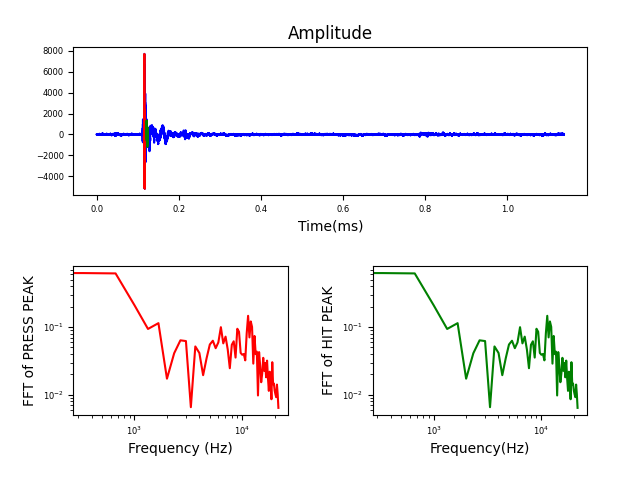 Amplitude
8000
6000
4000
2000
0
−2000
−4000
0.0 0.2 0.4 0.6 0.8 1.0
Time(ms)
FFT of PRESS PEAK
10⁻¹
10⁻²
10³ 10⁴
Frequency (Hz)
FFT of HIT PEAK
10⁻¹
10⁻²
10³ 10⁴
Frequency(Hz)